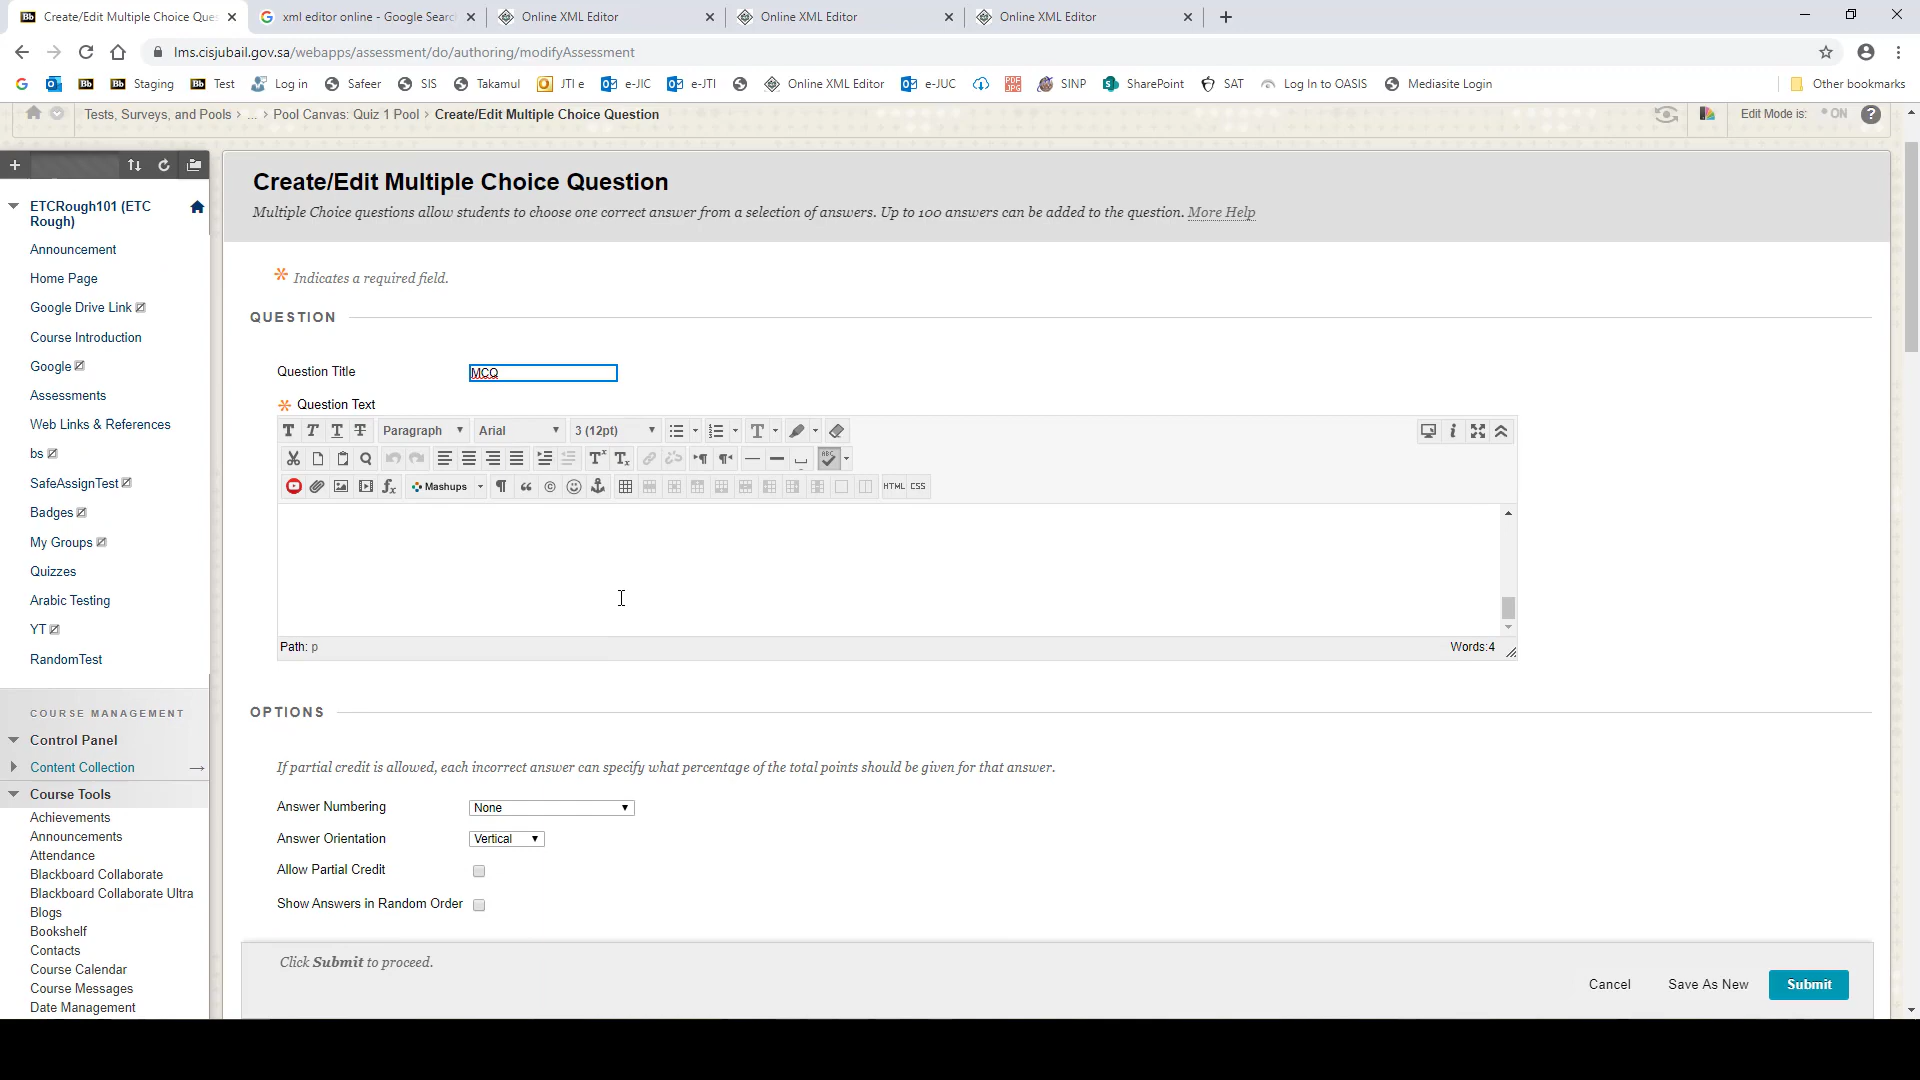 Create/Edit Multiple Choice Ques
xml editor online - Google Searc
Online XML Editor
Online XML Editor
Online XML Editor
lms.cisjubail.gov.sa/webapps/assessment/do/authoring/modifyAssessment
Staging
Test
Log in
Safeer
SIS
Takamul
JTI e
e-JIC
e-JTI
Online XML Editor
e-JUC
SINP
SharePoint
SAT
Log In to OASIS
Mediasite Login
Other bookmarks
Tests, Surveys, and Pools › ... › Pool Canvas: Quiz 1 Pool › Create/Edit Multiple Choice Question
Edit Mode is: ON
ETCRough101 (ETC
Rough)
Announcement
Home Page
Google Drive Link
Course Introduction
Google
Assessments
Web Links & References
bs
SafeAssignTest
Badges
My Groups
Quizzes
Arabic Testing
YT
RandomTest
COURSE MANAGEMENT
Control Panel
Content Collection
Course Tools
Achievements
Announcements
Attendance
Blackboard Collaborate
Blackboard Collaborate Ultra
Blogs
Bookshelf
Contacts
Course Calendar
Course Messages
Date Management
Create/Edit Multiple Choice Question
Multiple Choice questions allow students to choose one correct answer from a selection of answers. Up to 100 answers can be added to the question. More Help
Indicates a required field.
QUESTION
Question Title
MCQ
Question Text
Paragraph
Arial
3 (12pt)
Mashups
HTML CSS
Path: p
Words:4
OPTIONS
If partial credit is allowed, each incorrect answer can specify what percentage of the total points should be given for that answer.
Answer Numbering
None
Answer Orientation
Vertical
Allow Partial Credit
Show Answers in Random Order
Click Submit to proceed.
Cancel
Save As New
Submit